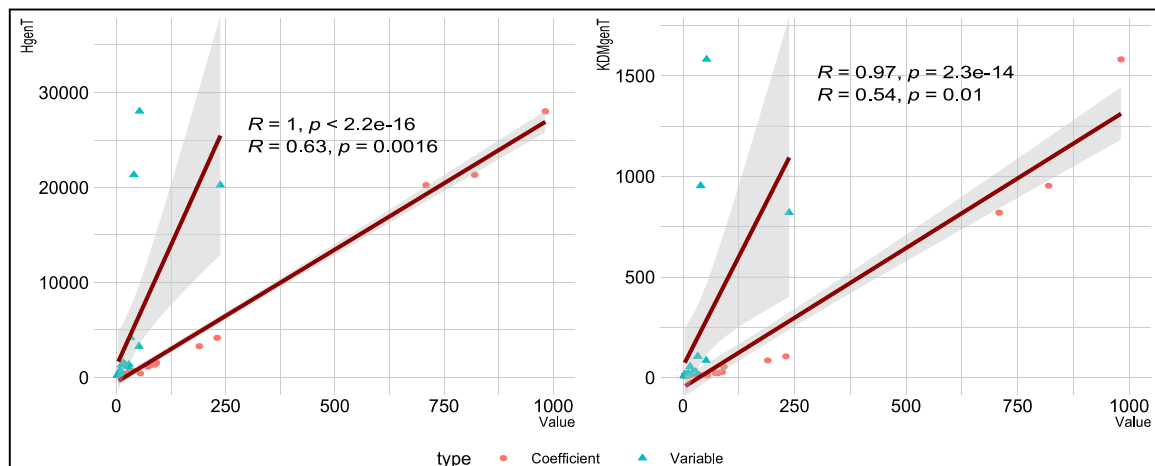 HgenT
30000
20000
10000
0
R = 1, p < 2.2e-16
R = 0.63, p = 0.0016
0 250 500 750 1000
Value
KDMgenT
1500
1000
500
0
R = 0.97, p = 2.3e-14
R = 0.54, p = 0.01
0 250 500 750 1000
Value
type Coefficient Variable